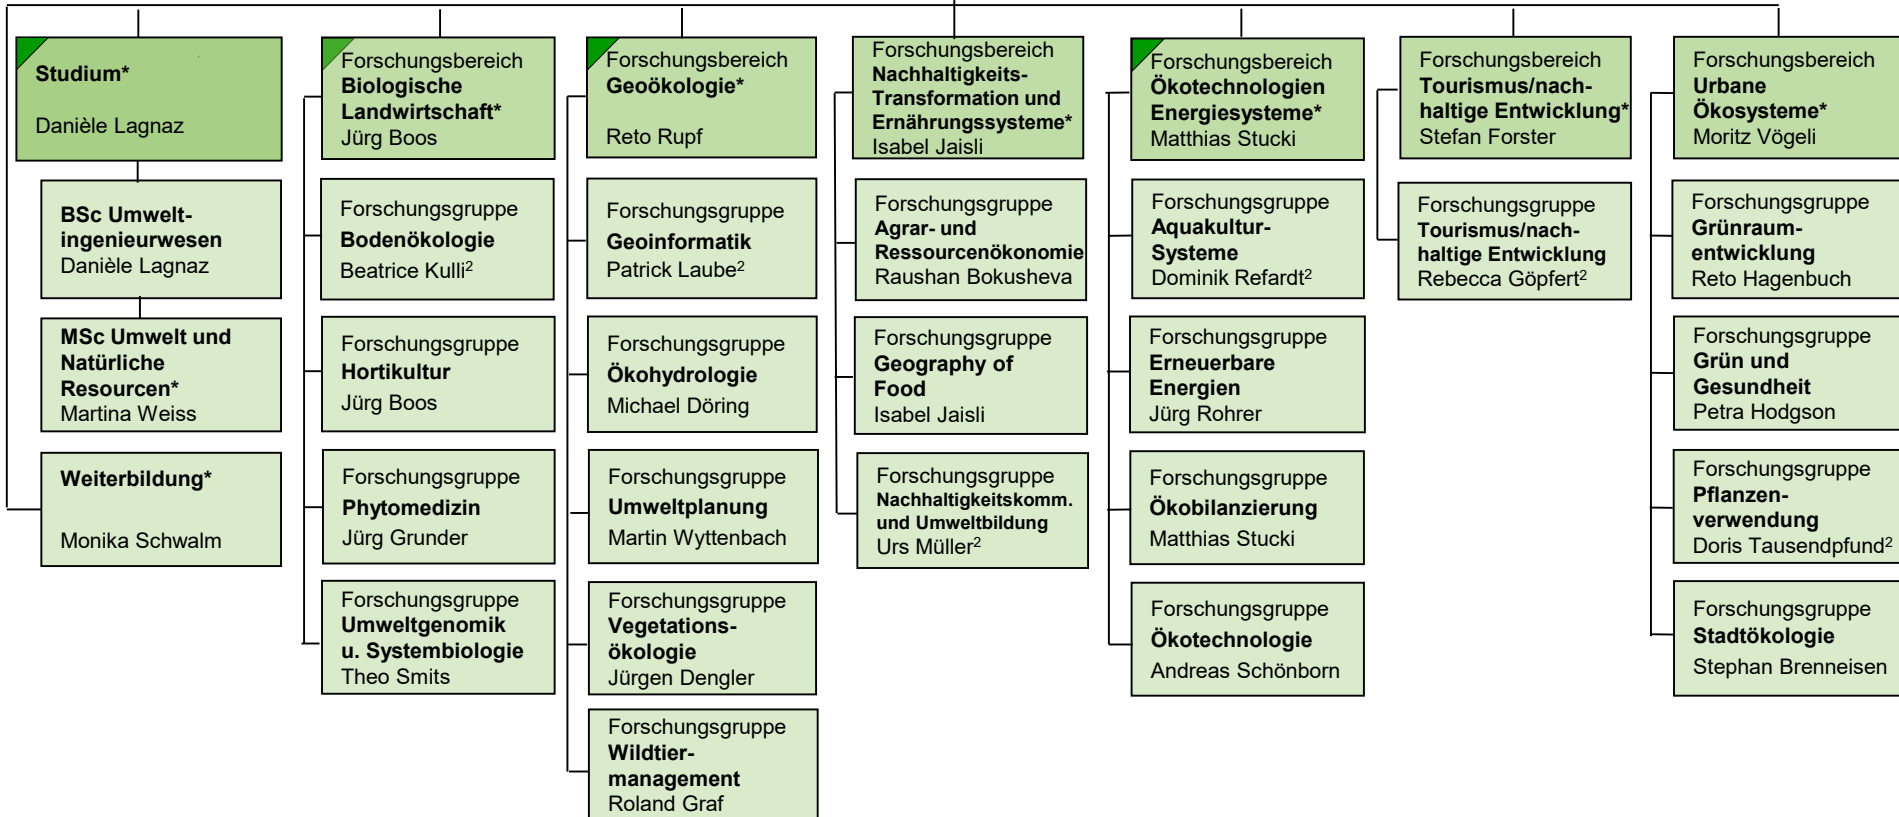 Studium*
Danièle Lagnaz
BSc Umwelt-
ingenieurwesen
Danièle Lagnaz
MSc Umwelt und
Natürliche
Resourcen*
Martina Weiss
Weiterbildung*
Monika Schwalm
Forschungsbereich
Biologische
Landwirtschaft*
Jürg Boos
Forschungsgruppe
Bodenökologie
Beatrice Kulli²
Forschungsgruppe
Hortikultur
Jürg Boos
Forschungsgruppe
Phytomedizin
Jürg Grunder
Forschungsgruppe
Umweltgenomik
u. Systembiologie
Theo Smits
Forschungsbereich
Geoökologie*
Reto Rupf
Forschungsgruppe
Geoinformatik
Patrick Laube²
Forschungsgruppe
Ökohydrologie
Michael Döring
Forschungsgruppe
Umweltplanung
Martin Wyttenbach
Forschungsgruppe
Vegetations-
ökologie
Jürgen Dengler
Forschungsgruppe
Wildtier-
management
Roland Graf
Forschungsbereich
Nachhaltigkeits-
Transformation und
Ernährungssysteme*
Isabel Jaisli
Forschungsgruppe
Agrar- und
Ressourcenökonomie
Raushan Bokusheva
Forschungsgruppe
Geography of
Food
Isabel Jaisli
Forschungsgruppe
Nachhaltigkeitskomm.
und Umweltbildung
Urs Müller²
Forschungsbereich
Ökotechnologien
Energiesysteme*
Matthias Stucki
Forschungsgruppe
Aquakultur-
Systeme
Dominik Refardt²
Forschungsgruppe
Erneuerbare
Energien
Jürg Rohrer
Forschungsgruppe
Ökobilanzierung
Matthias Stucki
Forschungsgruppe
Ökotechnologie
Andreas Schönborn
Forschungsbereich
Tourismus/nach-
haltige Entwicklung*
Stefan Forster
Forschungsgruppe
Tourismus/nach-
haltige Entwicklung
Rebecca Göpfert²
Forschungsbereich
Urbane
Ökosysteme*
Moritz Vögeli
Forschungsgruppe
Grünraum-
entwicklung
Reto Hagenbuch
Forschungsgruppe
Grün und
Gesundheit
Petra Hodgson
Forschungsgruppe
Pflanzen-
verwendung
Doris Tausendpfund²
Forschungsgruppe
Stadtökologie
Stephan Brenneisen